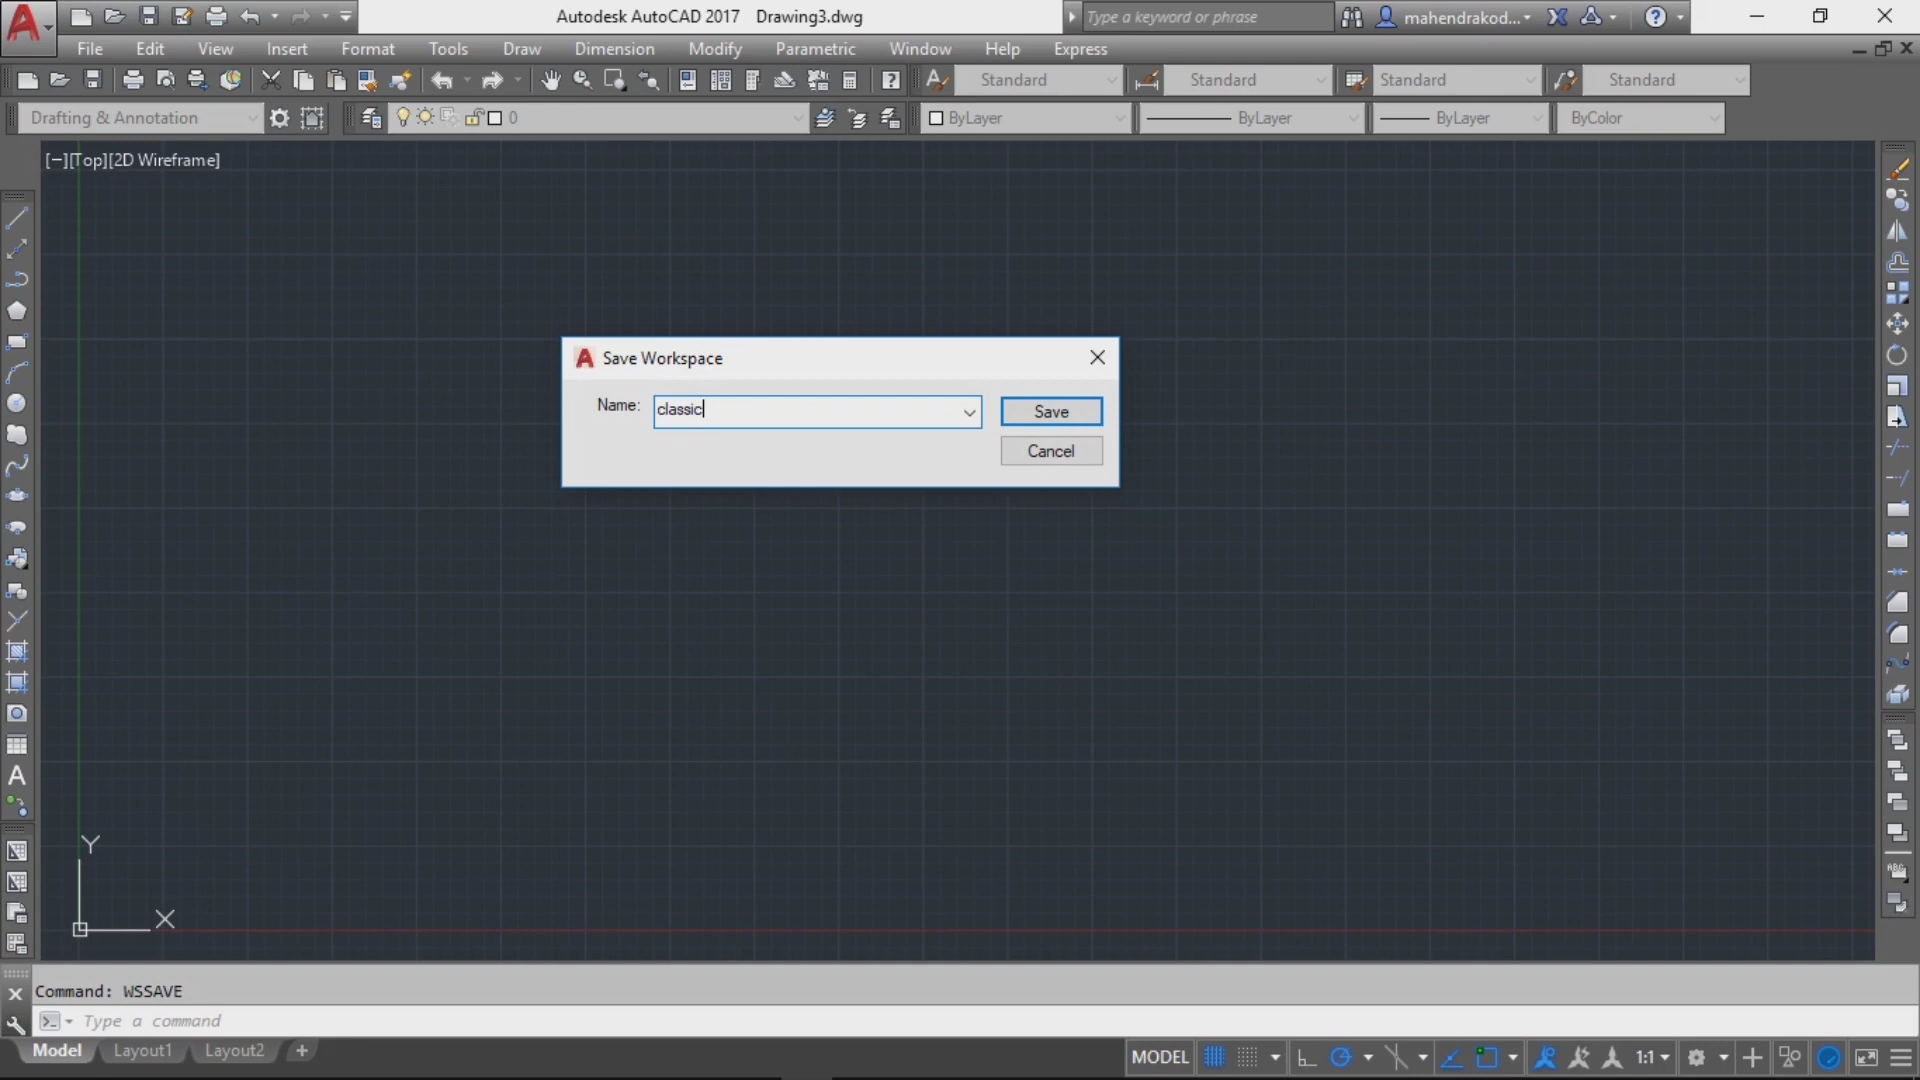 Autodesk AutoCAD 2017 Drawing3.dwg
Type a keyword or phrase
mahendrakod...
File Edit View Insert Format Tools Draw Dimension Modify Parametric Window Help Express
Standard Standard Standard Standard
Drafting & Annotation 0 ByLayer ByLayer ByLayer ByColor
[−][Top][2D Wireframe]
Save Workspace
Name: classic Save
Cancel
A
ABC
Y
X
Command: WSSAVE
Type a command
Model Layout1 Layout2 +
MODEL 1:1